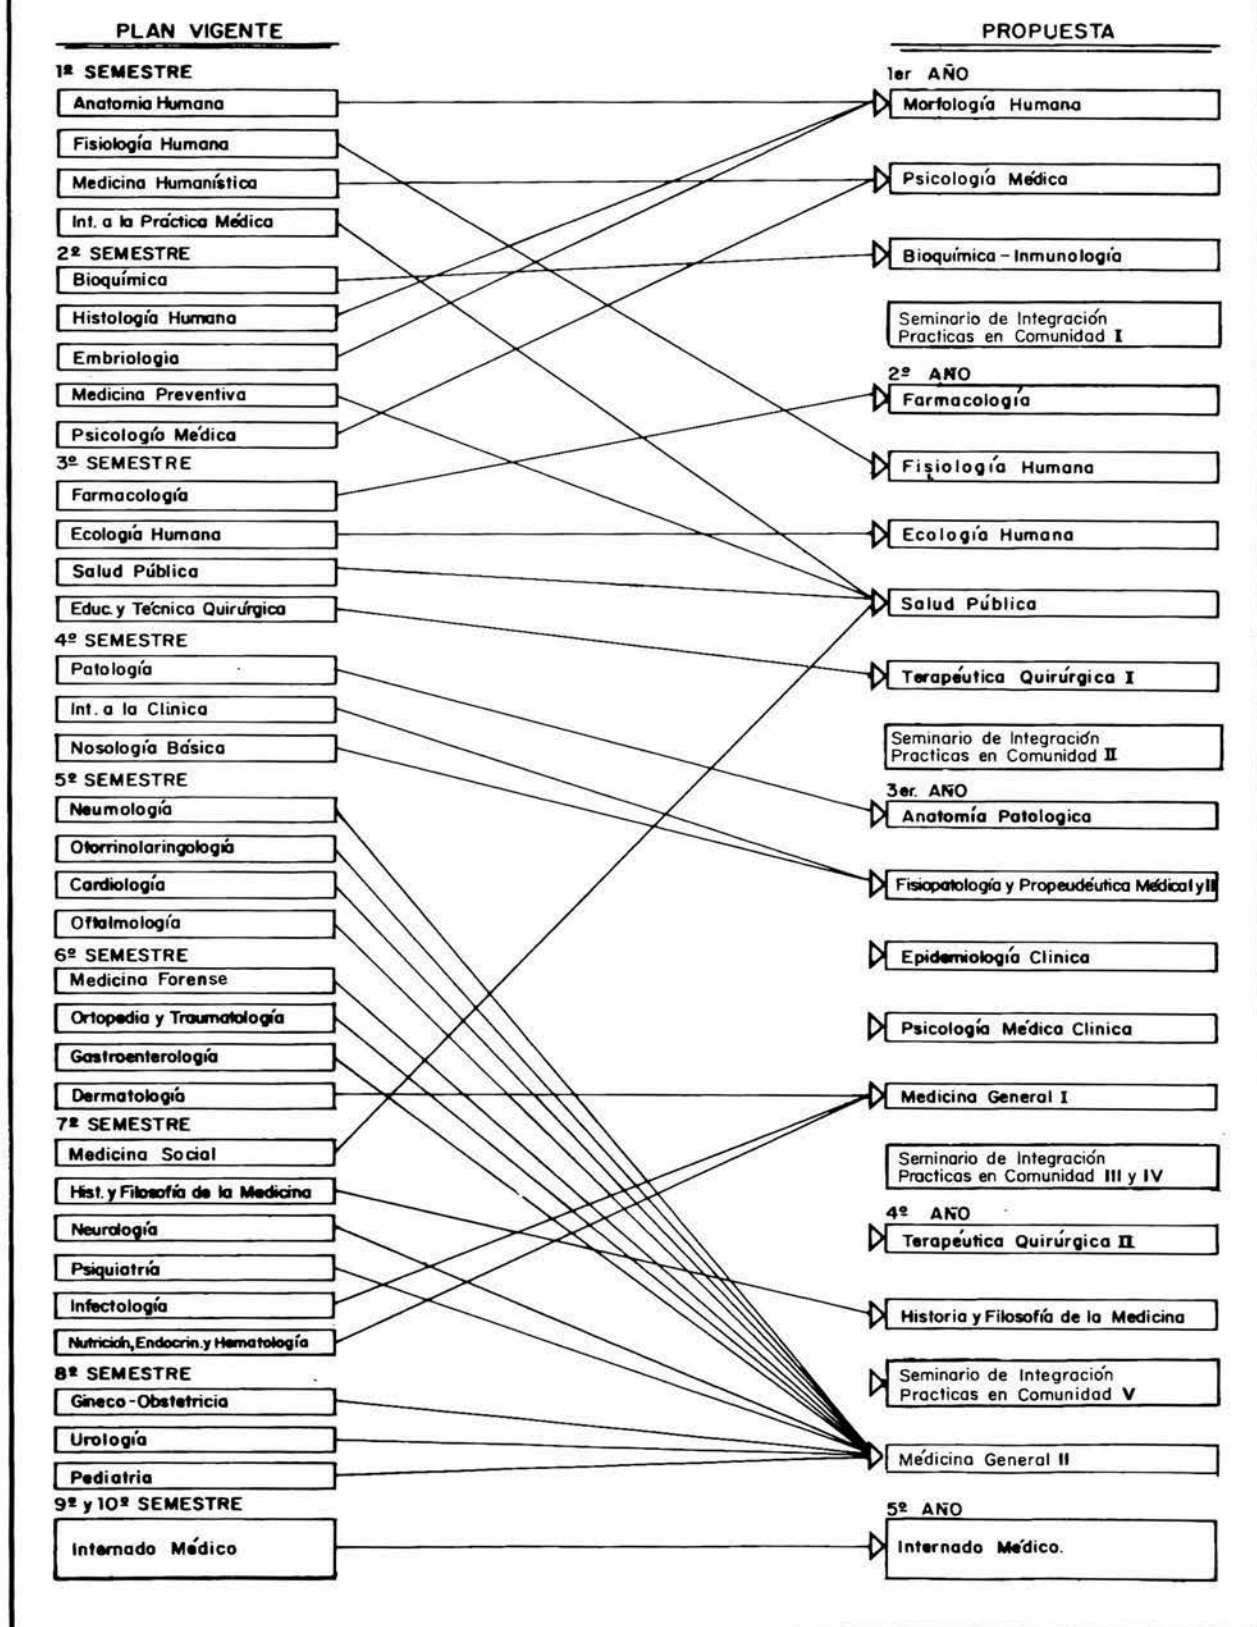 PLAN VIGENTE
1º SEMESTRE
Anatomia Humana
Fisiología Humana
Medicina Humanística
Int. a la Práctica Médica
2º SEMESTRE
Bioquímica
Histología Humana
Embriologia
Medicina Preventiva
Psicología Médica
3º SEMESTRE
Farmacología
Ecología Humana
Salud Pública
Educ. y Técnica Quirúrgica
4º SEMESTRE
Patología
Int. a la Clinica
Nosología Básica
5º SEMESTRE
Neumología
Otorrinolaringología
Cardiología
Oftalmología
6º SEMESTRE
Medicina Forense
Ortopedia y Traumatología
Gastroenterología
Dermatología
7º SEMESTRE
Medicina Social
Hist. y Filosofía de la Medicina
Neurología
Psiquiatría
Infectología
Nutrición, Endocrin. y Hematología
8º SEMESTRE
Gineco-Obstetricia
Urología
Pediatria
9º y 10º SEMESTRE
Internado Médico
PROPUESTA
1er AÑO
Morfología Humana
Psicología Médica
Bioquímica - Inmunología
Seminario de Integración
Practicas en Comunidad I
2º AÑO
Farmacología
Fisiología Humana
Ecología Humana
Salud Pública
Terapéutica Quirúrgica I
Seminario de Integración
Practicas en Comunidad II
3er. AÑO
Anatomía Patologica
Fisiopatología y Propeudéutica Médica I y II
Epidemiología Clinica
Psicología Médica Clinica
Medicina General I
Seminario de Integración
Practicas en Comunidad III y IV
4º AÑO
Terapéutica Quirúrgica II
Historia y Filosofía de la Medicina
Seminario de Integración
Practicas en Comunidad V
Médicina General II
5º AÑO
Internado Médico.